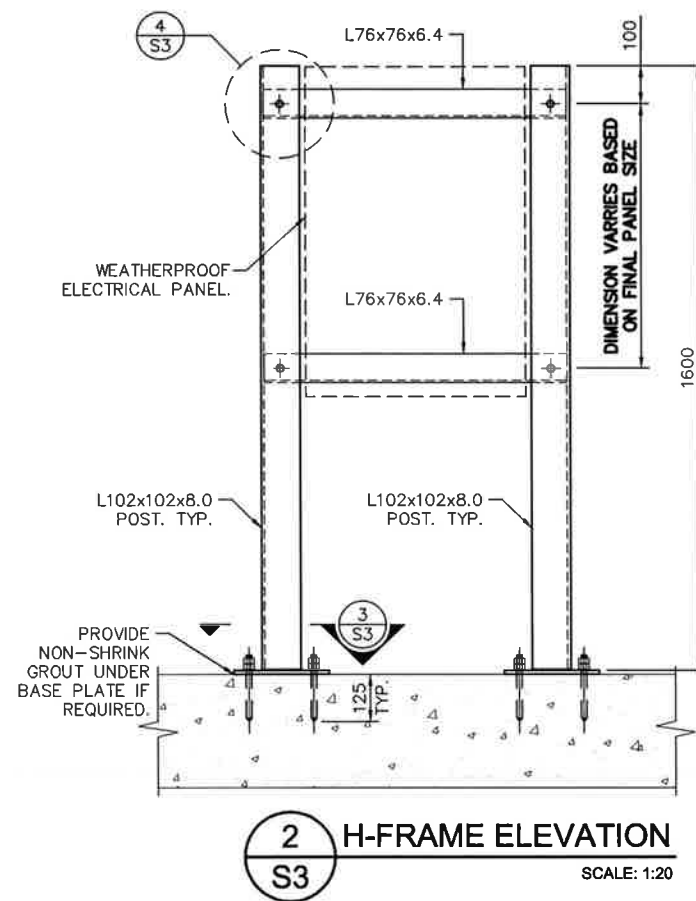 4
S3
L76x76x6.4
100
DIMENSION VARRIES BASED
ON FINAL PANEL SIZE
WEATHERPROOF
ELECTRICAL PANEL.
L76x76x6.4
1600
L102x102x8.0
POST. TYP.
L102x102x8.0
POST. TYP.
3
S3
PROVIDE
NON-SHRINK
GROUT UNDER
BASE PLATE IF
REQUIRED.
125
TYP.
2
S3
H-FRAME ELEVATION
SCALE: 1:20